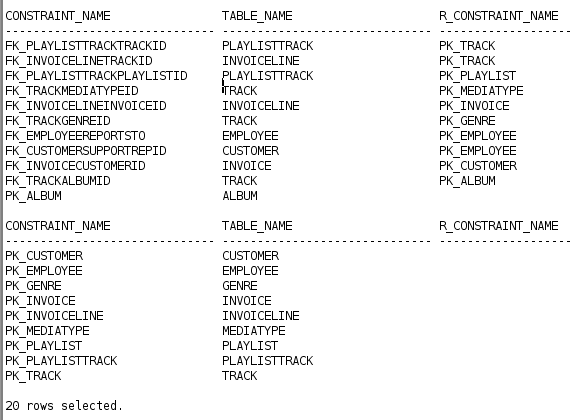 CONSTRAINT_NAME TABLE_NAME R_CONSTRAINT_NAME
------------------------------ ------------------------------ -------------------
FK_PLAYLISTTRACKTRACKID PLAYLISTTRACK PK_TRACK
FK_INVOICELINETRACKID INVOICELINE PK_TRACK
FK_PLAYLISTTRACKPLAYLISTID PLAYLISTTRACK PK_PLAYLIST
FK_TRACKMEDIATYPEID TRACK PK_MEDIATYPE
FK_INVOICELINEINVOICEID INVOICELINE PK_INVOICE
FK_TRACKGENREID TRACK PK_GENRE
FK_EMPLOYEEREPORTSTO EMPLOYEE PK_EMPLOYEE
FK_CUSTOMERSUPPORTREPID CUSTOMER PK_EMPLOYEE
FK_INVOICECUSTOMERID INVOICE PK_CUSTOMER
FK_TRACKALBUMID TRACK PK_ALBUM
PK_ALBUM ALBUM
CONSTRAINT_NAME TABLE_NAME R_CONSTRAINT_NAME
------------------------------ ------------------------------ -------------------
PK_CUSTOMER CUSTOMER
PK_EMPLOYEE EMPLOYEE
PK_GENRE GENRE
PK_INVOICE INVOICE
PK_INVOICELINE INVOICELINE
PK_MEDIATYPE MEDIATYPE
PK_PLAYLIST PLAYLIST
PK_PLAYLISTTRACK PLAYLISTTRACK
PK_TRACK TRACK
20 rows selected.